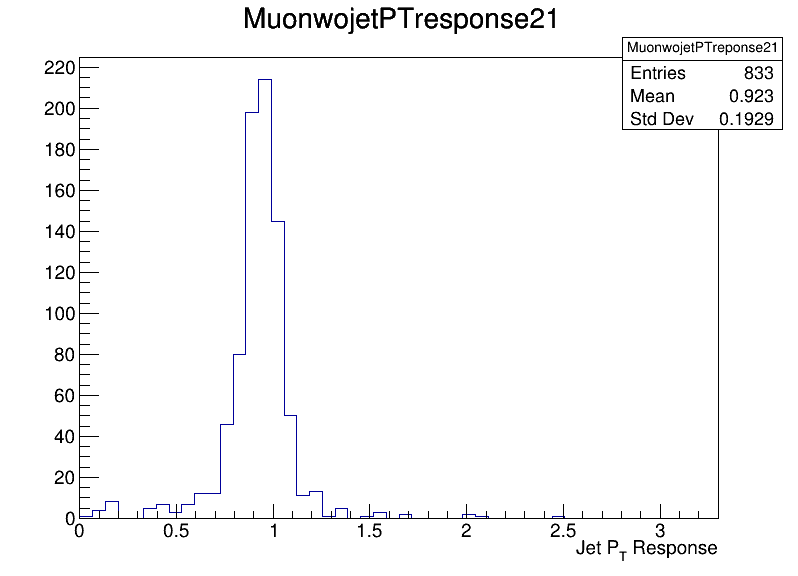 MuonwojetPTresponse21
MuonwojetPTreponse21
Entries 833
Mean 0.923
Std Dev 0.1929
220
200
180
160
140
120
100
80
60
40
20
0
0 0.5 1 1.5 2 2.5 3
Jet P_T Response